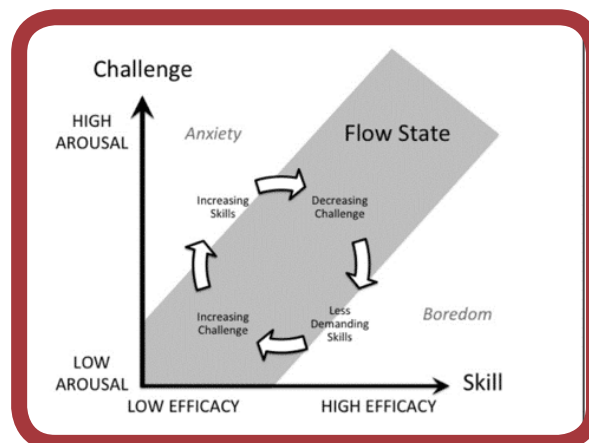 Challenge
HIGH
AROUSAL
Anxiety
Flow State
Increasing
Skills
Decreasing
Challenge
Increasing
Challenge
Less
Demanding
Skills
Boredom
LOW
AROUSAL
Skill
LOW EFFICACY
HIGH EFFICACY